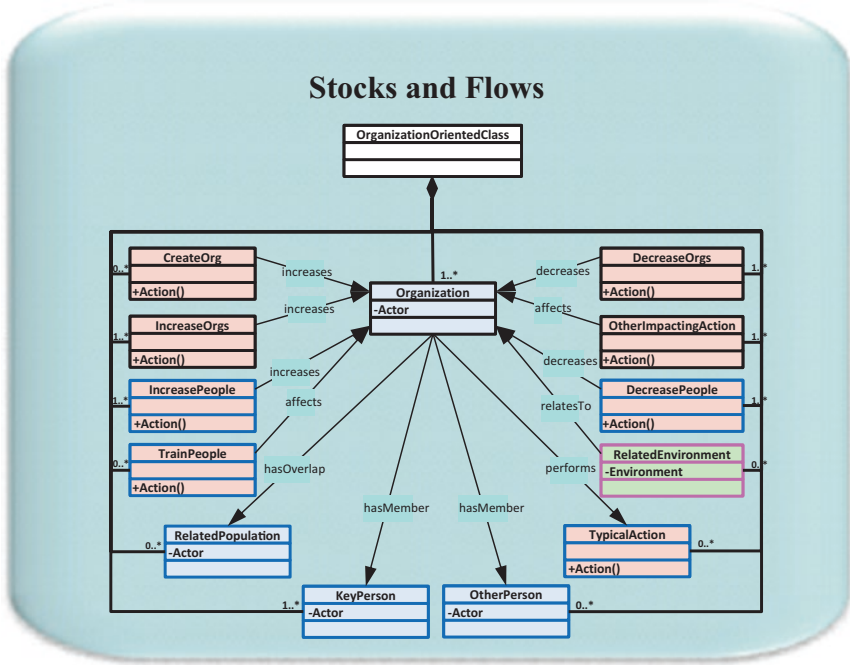 Stocks and Flows
OrganizationOrientedClass
CreateOrg
0..*
+Action()
increases
1..*
Organization
-Actor
decreases
DecreaseOrgs
1..*
+Action()
IncreaseOrgs
1..*
+Action()
increases
affects
OtherImpactingAction
1..*
+Action()
IncreasePeople
1..*
+Action()
increases
affects
decreases
relatesTo
DecreasePeople
1..*
+Action()
TrainPeople
0..*
+Action()
hasOverlap
performs
RelatedEnvironment
-Environment
0..*
hasMember
hasMember
RelatedPopulation
0..*
-Actor
TypicalAction
0..*
+Action()
KeyPerson
1..*
-Actor
OtherPerson
-Actor
0..*